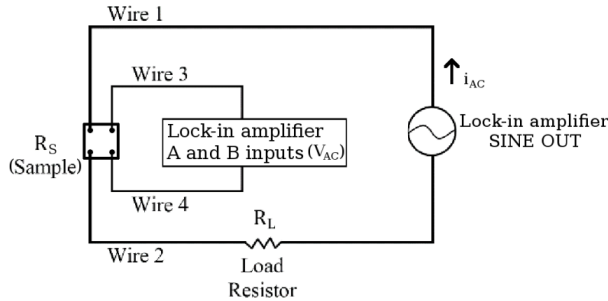 Wire 1
Wire 3
i_AC
Lock-in amplifier
A and B inputs (V_AC)
Lock-in amplifier
SINE OUT
R_S
(Sample)
Wire 4
R_L
Wire 2
Load
Resistor